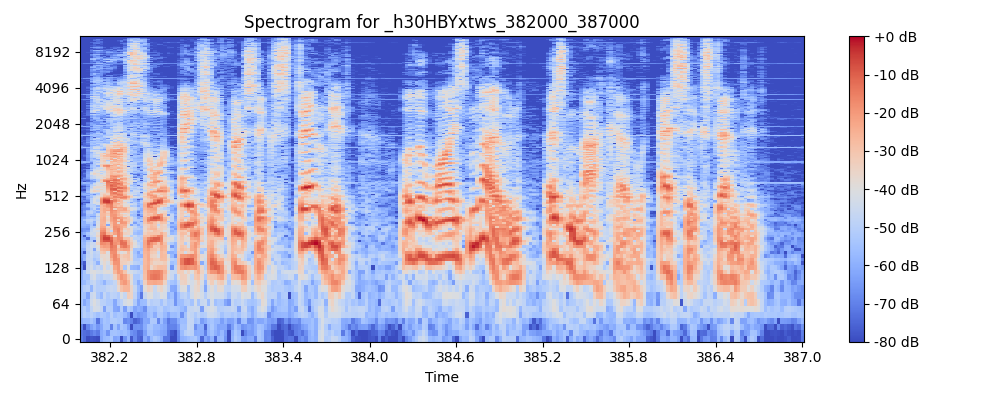 Spectrogram for _h30HBYxtws_382000_387000
8192
4096
2048
1024
512
256
128
64
0
Hz
382.2 382.8 383.4 384.0 384.6 385.2 385.8 386.4 387.0
Time
+0 dB
-10 dB
-20 dB
-30 dB
-40 dB
-50 dB
-60 dB
-70 dB
-80 dB